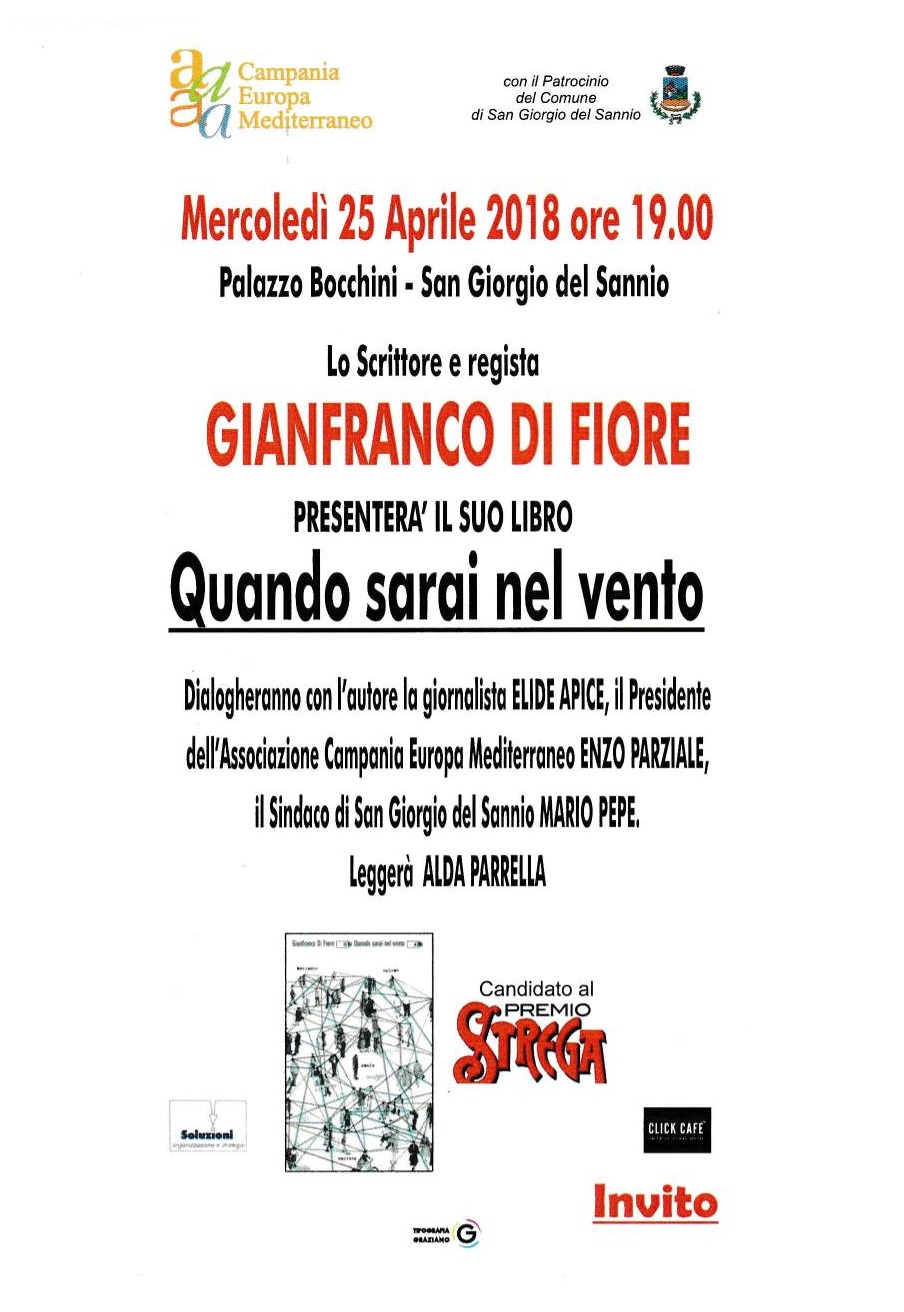 Campania
Europa
Mediterraneo
con il Patrocinio
del Comune
di San Giorgio del Sannio
Mercoledì 25 Aprile 2018 ore 19.00
Palazzo Bocchini - San Giorgio del Sannio
Lo Scrittore e regista
GIANFRANCO DI FIORE
PRESENTERA' IL SUO LIBRO
Quando sarai nel vento
Dialogheranno con l'autore la giornalista ELIDE APICE, il Presidente
dell'Associazione Campania Europa Mediterraneo ENZO PARZIALE,
il Sindaco di San Giorgio del Sannio MARIO PEPE.
Leggerà ALDA PARRELLA
Gianfranco Di Fiore Quando sarai nel vento
Candidato al
PREMIO
STREGA
Soluzioni
organizzazione e strategie
CLICK CAFE'
Invito
TIPOGRAFIA
GRAZIANO
G